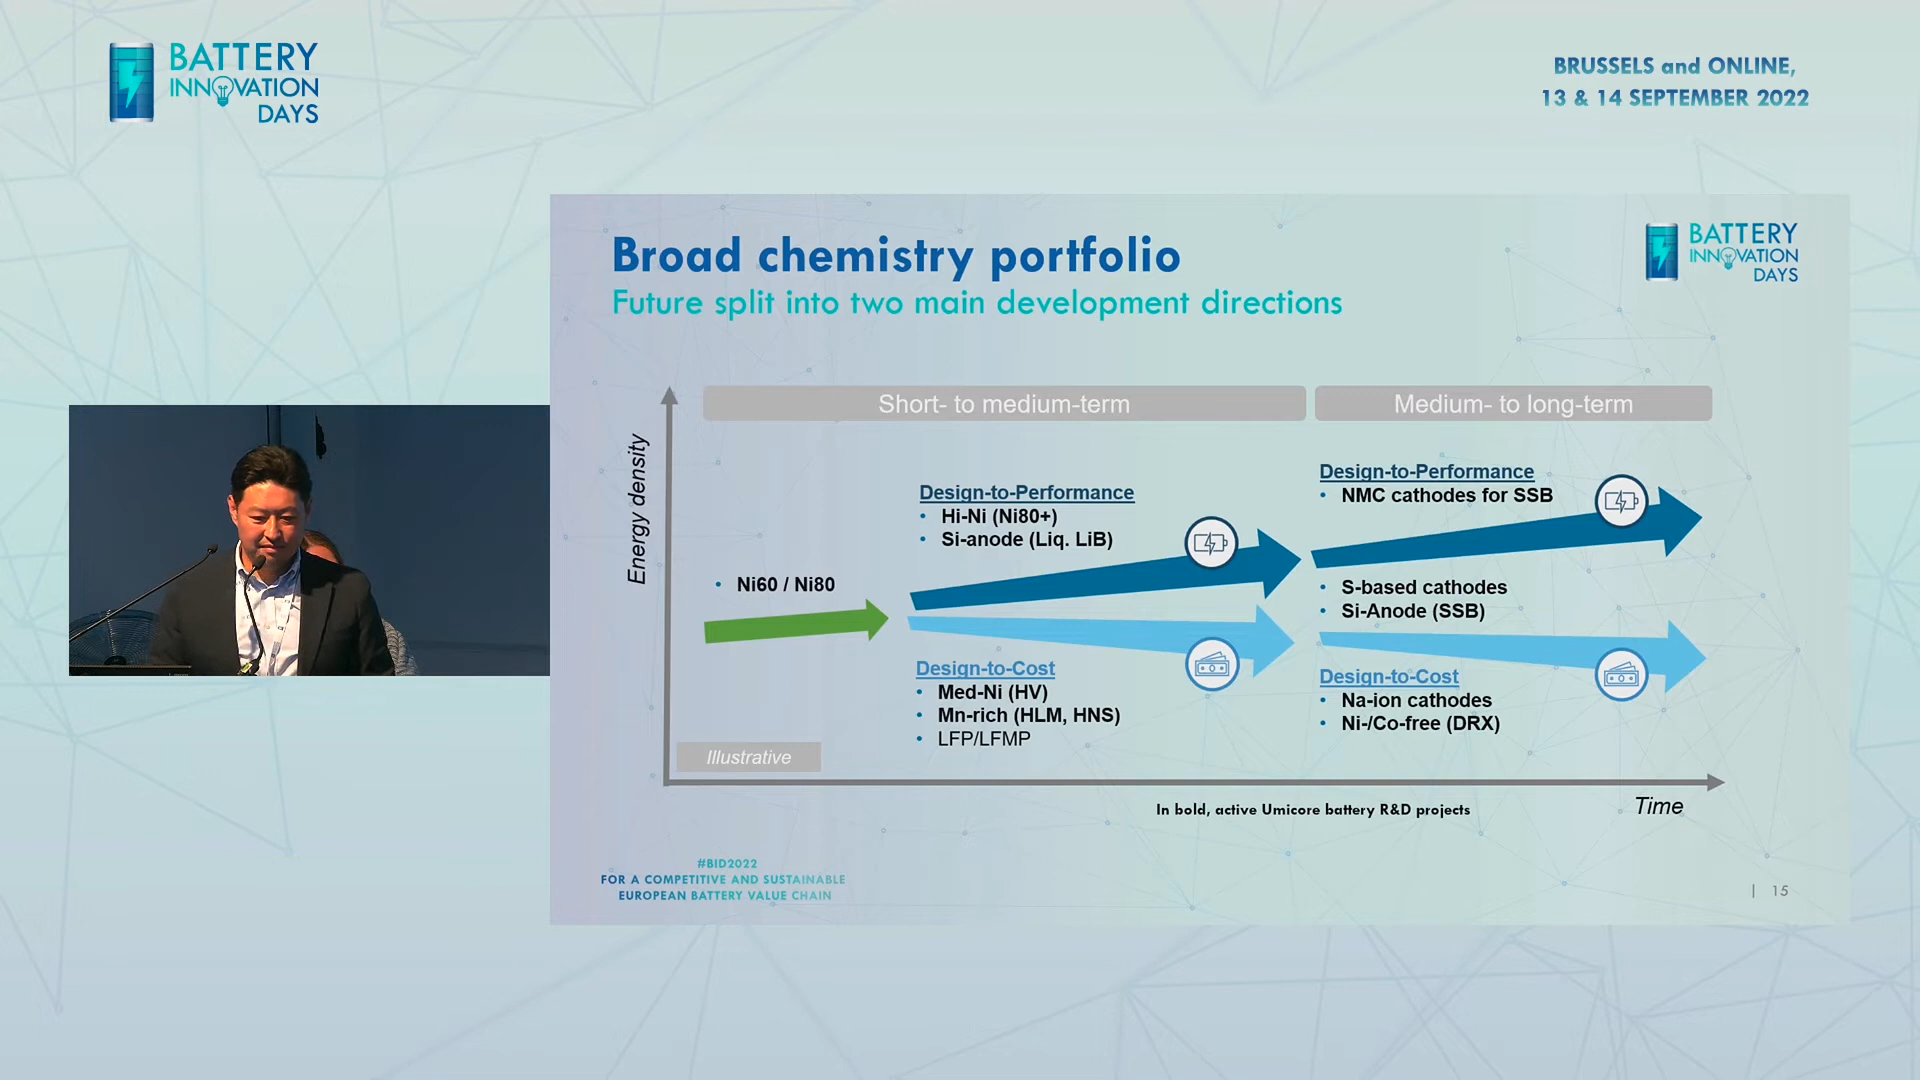 BATTERY
INNOVATION
DAYS
BRUSSELS and ONLINE,
13 & 14 SEPTEMBER 2022
Broad chemistry portfolio
Future split into two main development directions
BATTERY
INNOVATION
DAYS
Energy density
Short- to medium-term
Medium- to long-term
• Ni60 / Ni80
Design-to-Performance
• Hi-Ni (Ni80+)
• Si-anode (Liq. LiB)
Design-to-Cost
• Med-Ni (HV)
• Mn-rich (HLM, HNS)
• LFP/LFMP
Design-to-Performance
• NMC cathodes for SSB
• S-based cathodes
• Si-Anode (SSB)
Design-to-Cost
• Na-ion cathodes
• Ni-/Co-free (DRX)
Illustrative
In bold, active Umicore battery R&D projects
Time
#BID2022
FOR A COMPETITIVE AND SUSTAINABLE
EUROPEAN BATTERY VALUE CHAIN
| 15